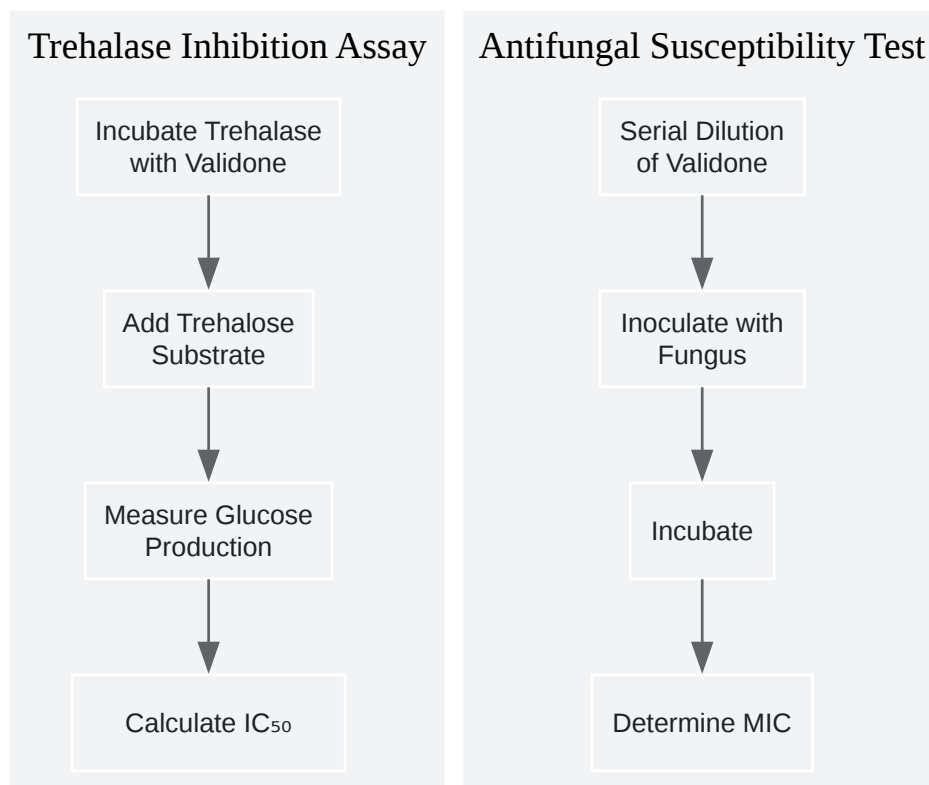 Trehalase Inhibition Assay
Incubate Trehalase
with Validone
Add Trehalose
Substrate
Measure Glucose
Production
Calculate IC₅₀
Antifungal Susceptibility Test
Serial Dilution
of Validone
Inoculate with
Fungus
Incubate
Determine MIC